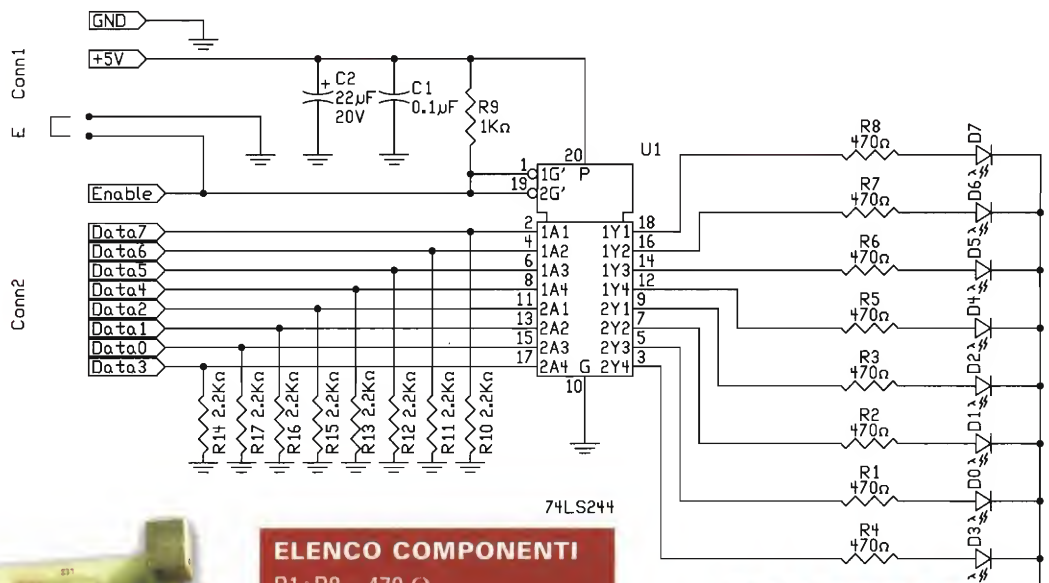 GND
+5V
Conn1
E
C2
22µF
20V
C1
0.1µF
R9
1KΩ
Enable
Data7
Data6
Data5
Data4
Data2
Data1
Data0
Data3
Conn2
R14 2.2KΩ
R17 2.2KΩ
R16 2.2KΩ
R15 2.2KΩ
R13 2.2KΩ
R12 2.2KΩ
R11 2.2KΩ
R10 2.2KΩ
U1
20
1 1G' P
19 2G'
2 1A1 1Y1 18
4 1A2 1Y2 16
6 1A3 1Y3 14
8 1A4 1Y4 12
11 2A1 2Y1 9
13 2A2 2Y2 7
15 2A3 2Y3 5
17 2A4 G 2Y4 3
10
74LS244
R8
470Ω
D7
R7
470Ω
D6
R6
470Ω
D5
R5
470Ω
D4
R3
470Ω
D2
R2
470Ω
D1
R1
470Ω
D0
R4
470Ω
D3
ELENCO COMPONENTI